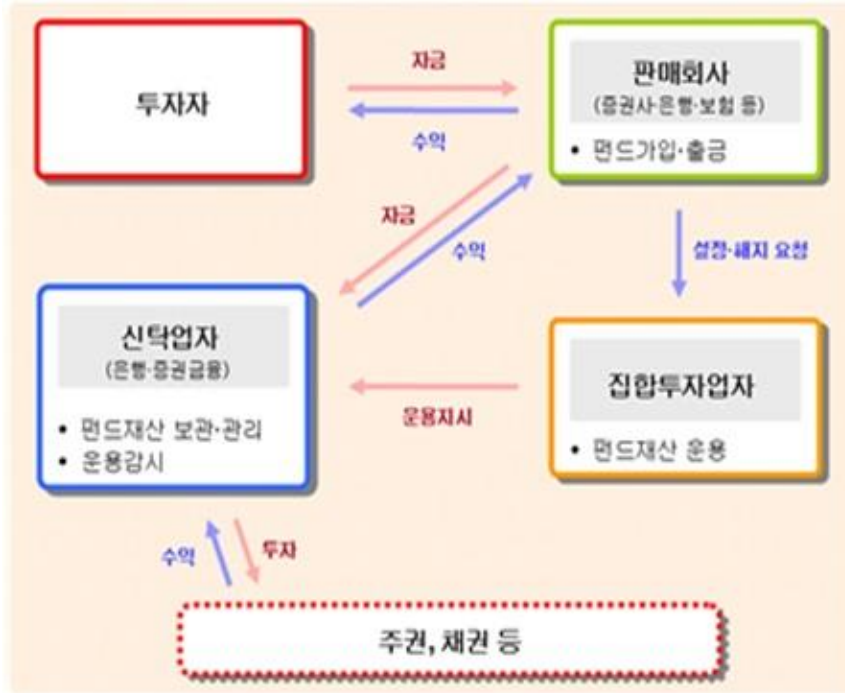 투자자
자금
수익
판매회사
(증권사·은행·보험 등)
• 펀드가입·출금
자금
수익
설정·해지 요청
신탁업자
(은행·증권금융)
• 펀드재산 보관·관리
• 운용감시
운용지시
집합투자업자
• 펀드재산 운용
수익
투자
주권, 채권 등